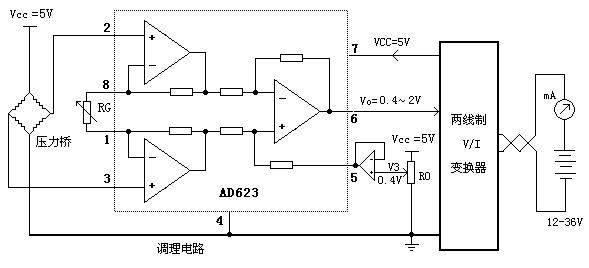 Vcc =5V
2
7
VCC=5V
8
RG
1
3
压力桥
AD623
4
调理电路
Vo=0.4~2V
6
Vcc =5V
5
V3
0.4V
RO
两线制
V/I
变换器
mA
12-36V
+
−
−
+
−
+
−
+
+
−